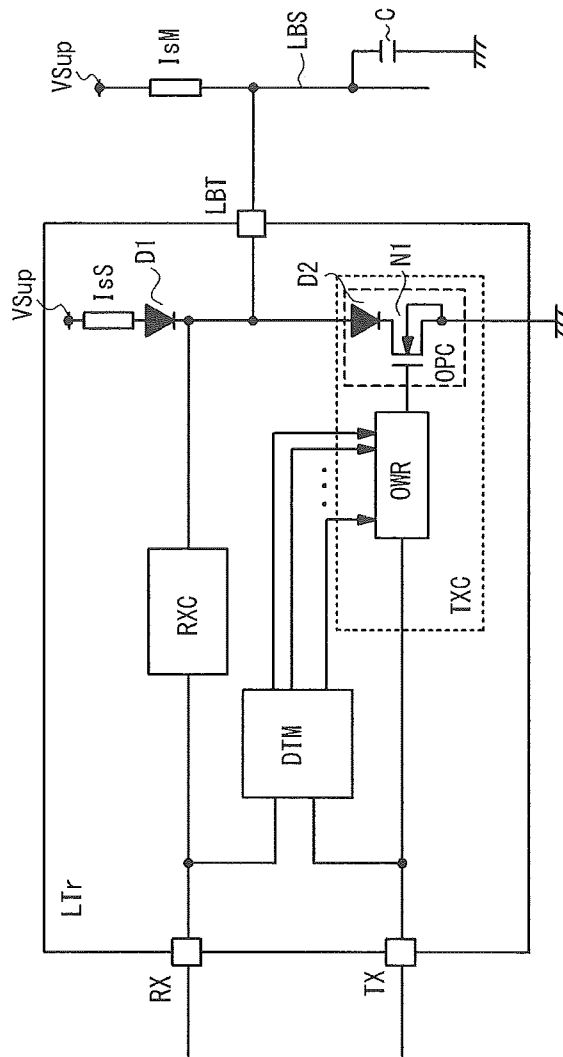 VSup
IsM
LBS
C
LBT
VSup
IsS
D1
D2
N1
OPC
OWR
TXC
RXC
DTM
LTr
RX
TX